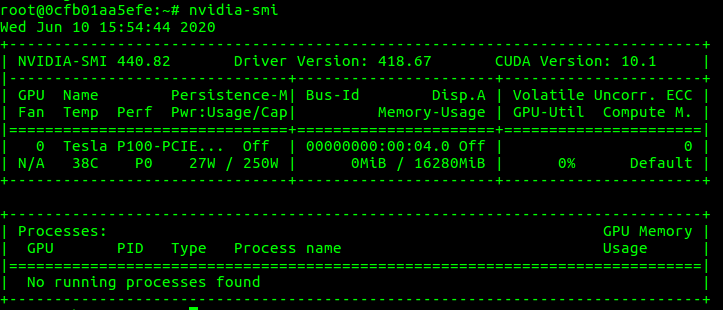 root@0cfb01aa5efe:~# nvidia-smi
Wed Jun 10 15:54:44 2020
+-----------------------------------------------------------------------------+
| NVIDIA-SMI 440.82       Driver Version: 418.67       CUDA Version: 10.1     |
|-------------------------------+----------------------+----------------------+
| GPU  Name        Persistence-M| Bus-Id        Disp.A | Volatile Uncorr. ECC |
| Fan  Temp  Perf  Pwr:Usage/Cap|         Memory-Usage | GPU-Util  Compute M. |
|===============================+======================+======================|
|   0  Tesla P100-PCIE...  Off  | 00000000:00:04.0 Off |                    0 |
| N/A   38C    P0    27W / 250W |      0MiB / 16280MiB |      0%      Default |
+-------------------------------+----------------------+----------------------+

+-----------------------------------------------------------------------------+
| Processes:                                                       GPU Memory |
|  GPU       PID   Type   Process name                             Usage      |
|=============================================================================|
|  No running processes found                                                 |
+-----------------------------------------------------------------------------+